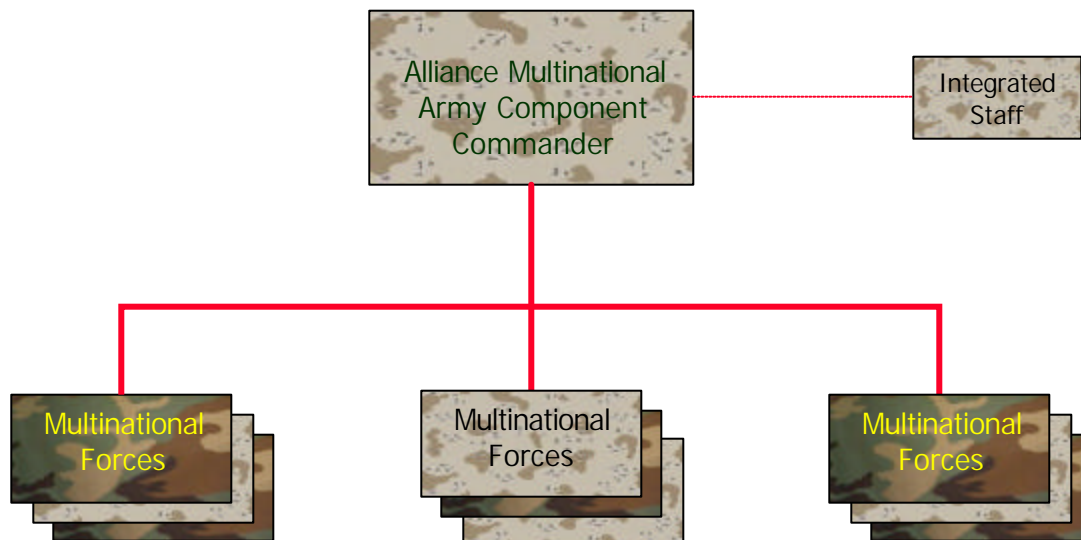 Alliance Multinational
Army Component
Commander
Integrated
Staff
Multinational
Forces
Multinational
Forces
Multinational
Forces